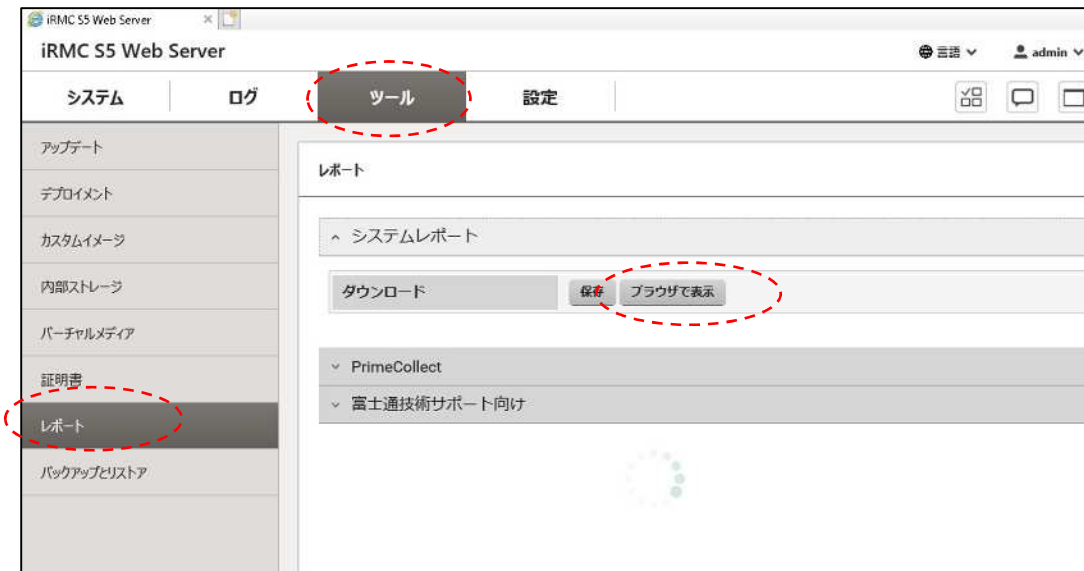 iRMC S5 Web Server
iRMC S5 Web Server
言語 admin
システム ログ ツール 設定
アップデート
デプロイメント
カスタムイメージ
内部ストレージ
バーチャルメディア
証明書
レポート
バックアップとリストア
レポート
システムレポート
ダウンロード 保存 ブラウザで表示
PrimeCollect
富士通技術サポート向け